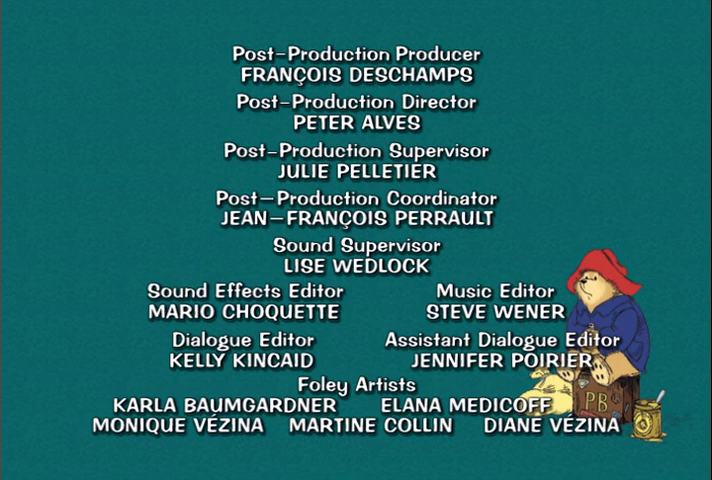 Post-Production Producer
FRANÇOIS DESCHAMPS
Post-Production Director
PETER ALVES
Post-Production Supervisor
JULIE PELLETIER
Post-Production Coordinator
JEAN-FRANÇOIS PERRAULT
Sound Supervisor
LISE WEDLOCK
Sound Effects Editor Music Editor
MARIO CHOQUETTE STEVE WENER
Dialogue Editor Assistant Dialogue Editor
KELLY KINCAID JENNIFER POIRIER
Foley Artists
KARLA BAUMGARDNER ELANA MEDICOFF
PB
MONIQUE VÉZINA MARTINE COLLIN DIANE VÉZINA